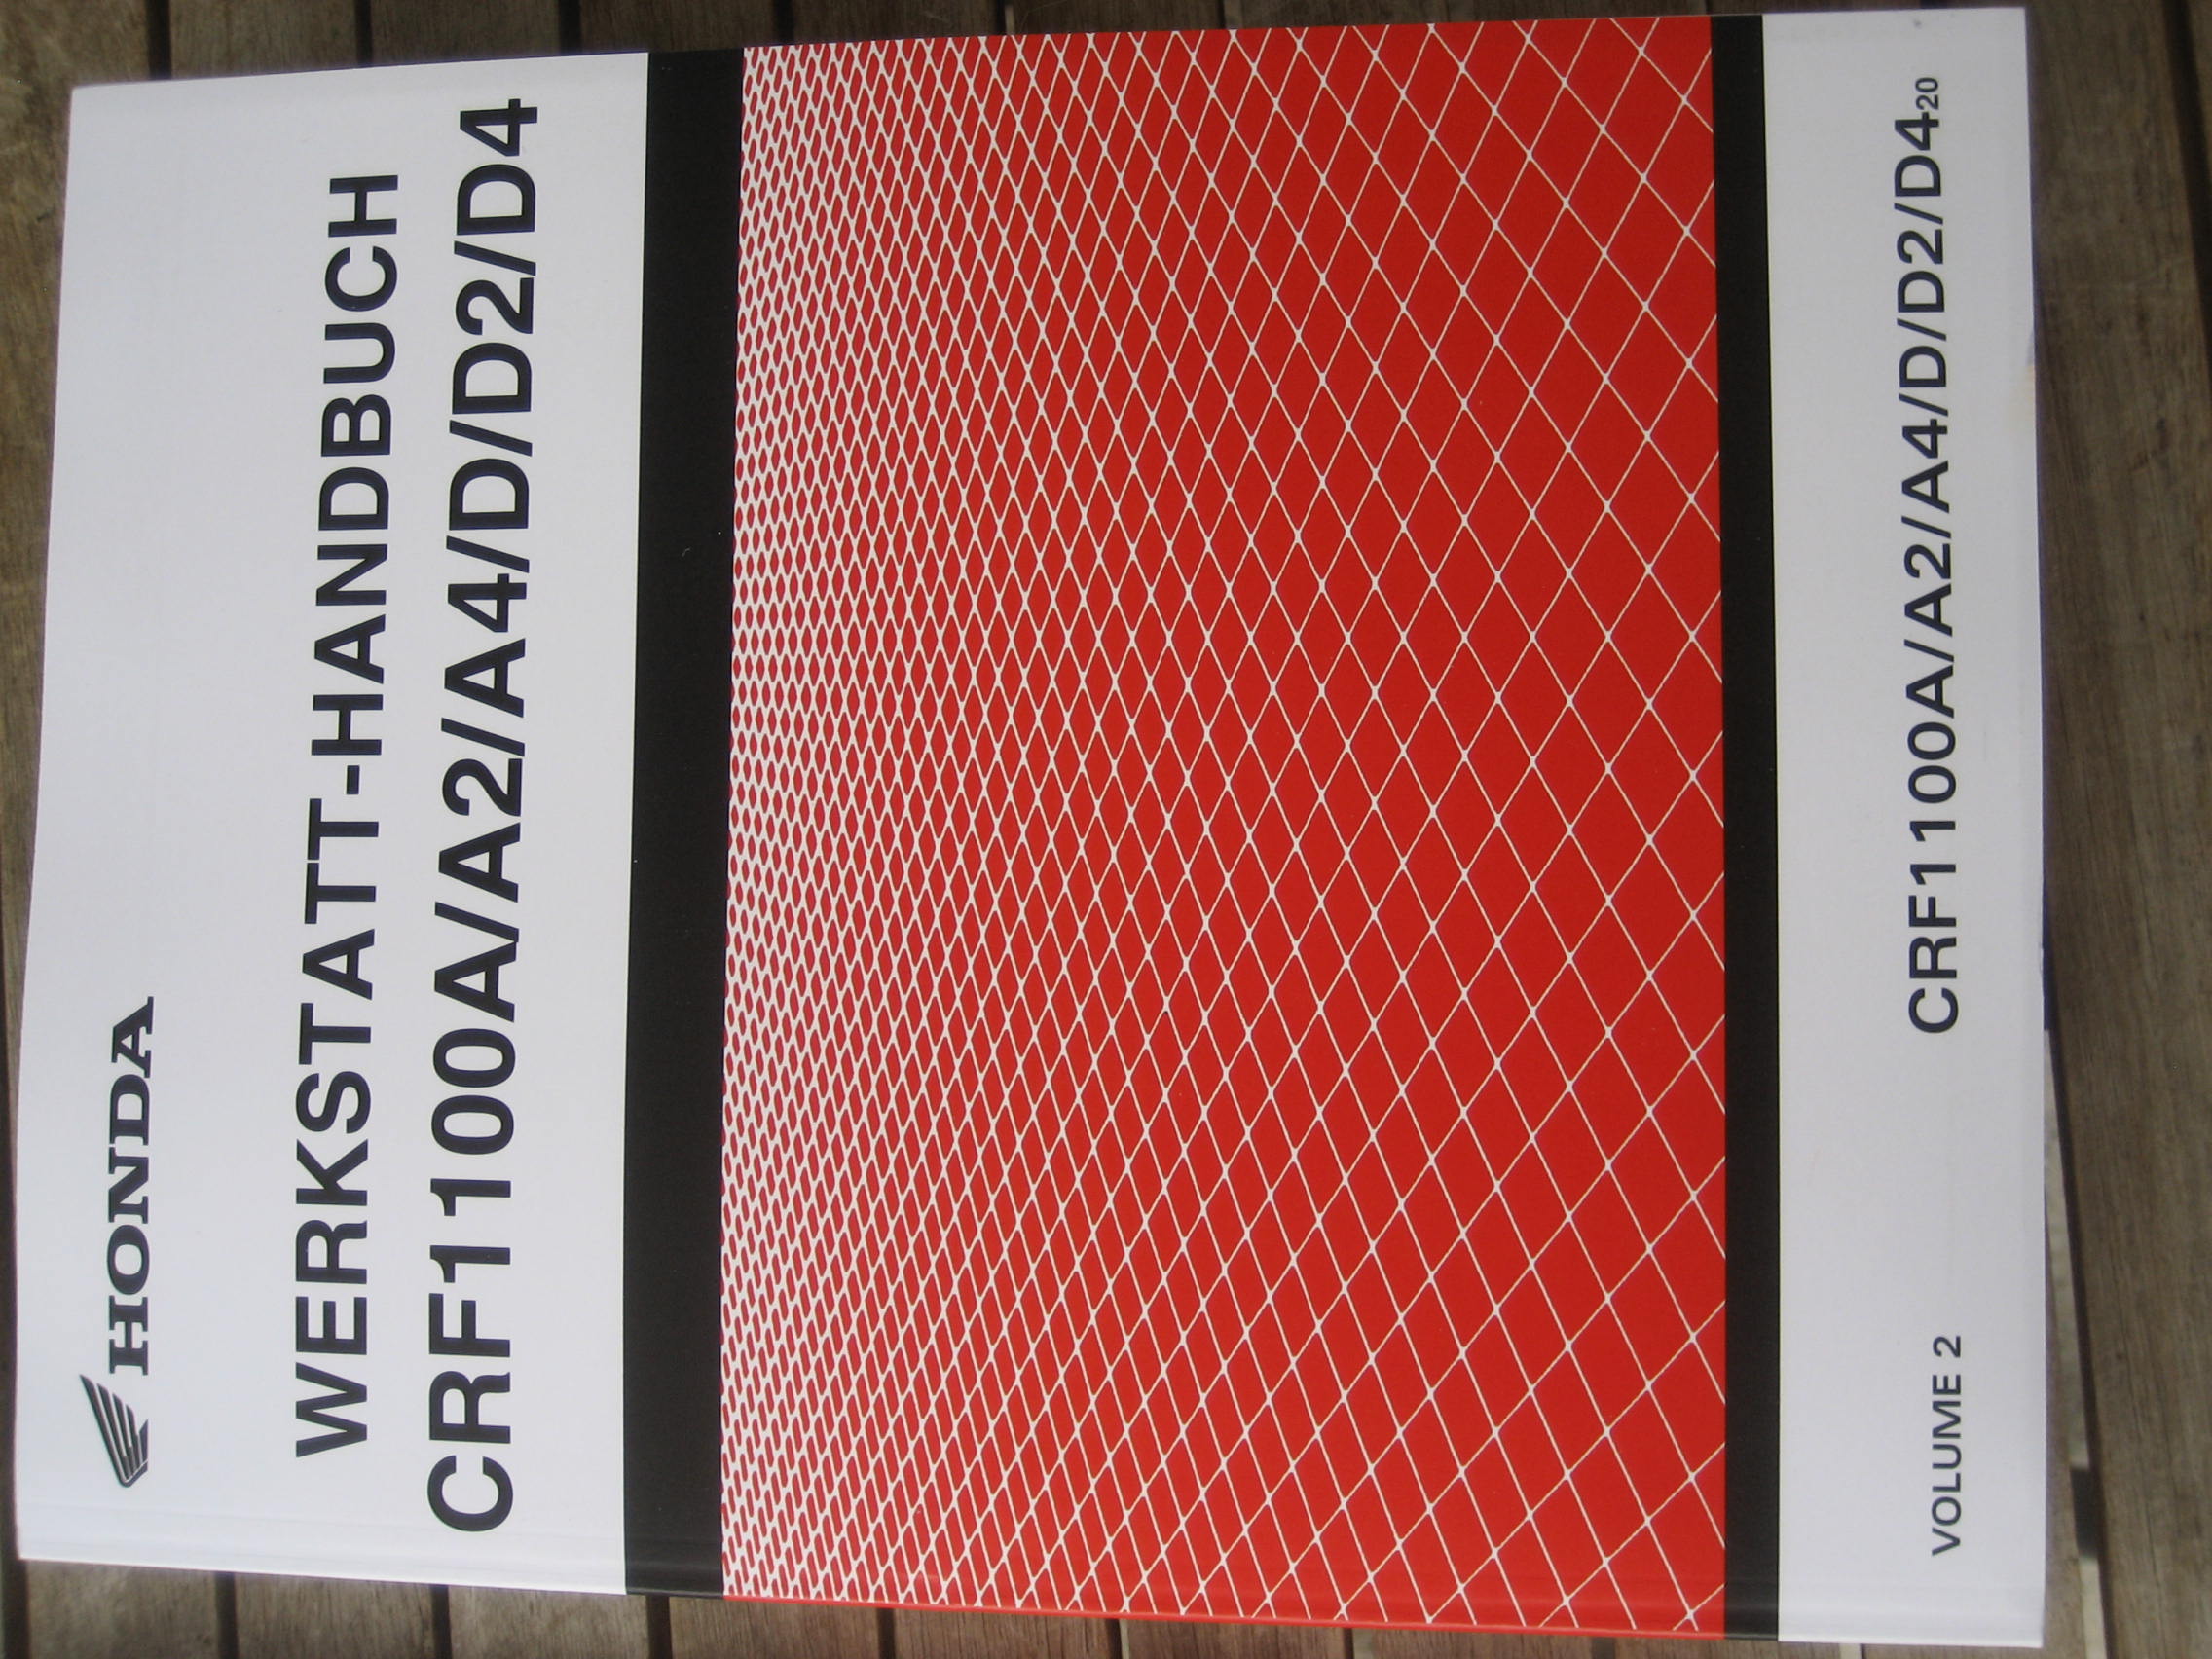 HONDA
WERKSTATT-HANDBUCH
CRF1100A/A2/A4/D/D2/D4
VOLUME 2
CRF1100A/A2/A4/D/D2/D4₂₀